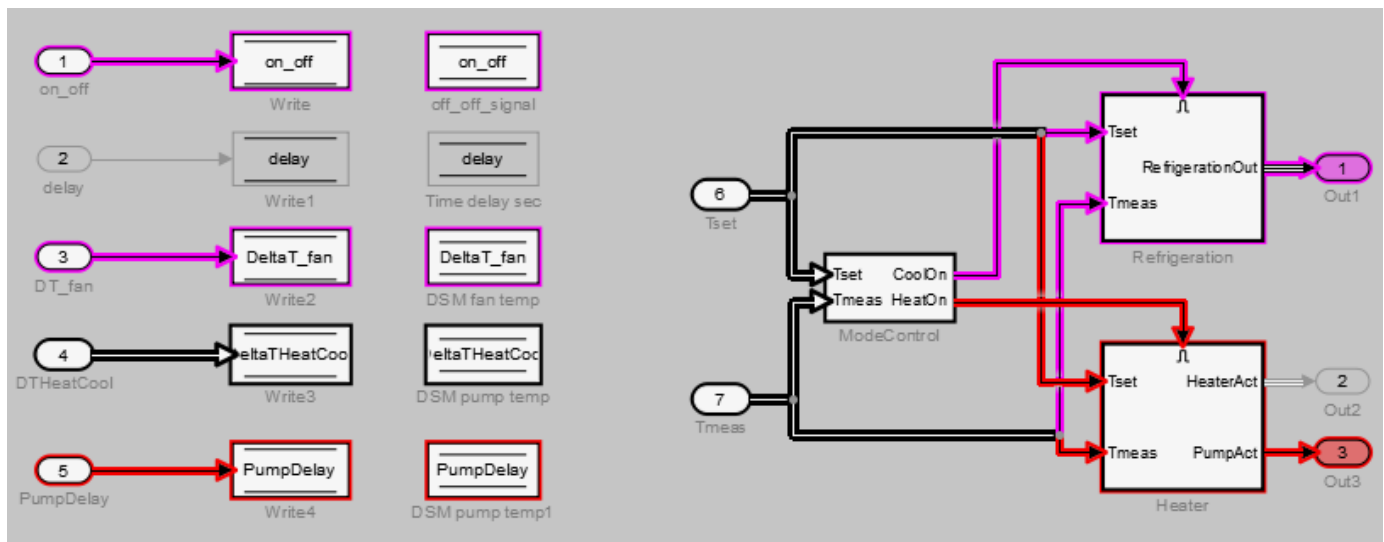 1
on_off
on_off
Write
on_off
off_off_signal
2
delay
delay
Write1
delay
Time delay sec
3
DT_fan
DeltaT_fan
Write2
DeltaT_fan
DSM fan temp
4
DTHeatCool
eltaTHeatCoo
Write3
eltaTHeatCoo
DSM pump temp
5
PumpDelay
PumpDelay
Write4
PumpDelay
DSM pump temp1
6
Tset
7
Tmeas
Tset
CoolOn
Tmeas
HeatOn
ModeControl
Tset
RefrigerationOut
Tmeas
Refrigeration
1
Out1
Tset
HeaterAct
Tmeas
PumpAct
Heater
2
Out2
3
Out3